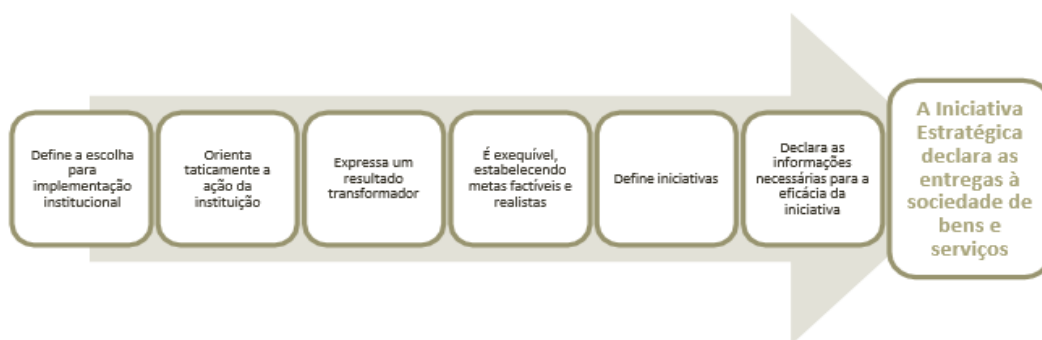 Define a escolha
para
implementação
institucional
Orienta
taticamente a
ação da
instituição
Expressa um
resultado
transformador
É exequível,
estabelecendo
metas factíveis e
realistas
Define iniciativas
Declara as
informações
necessárias para a
eficácia da
iniciativa
A Iniciativa
Estratégica
declara as
entregas à
sociedade de
bens e
serviços